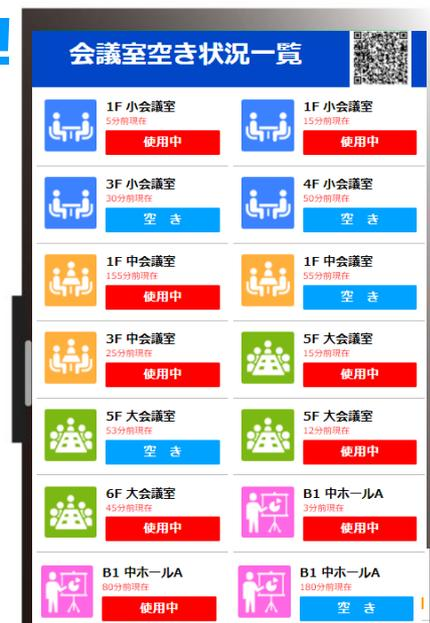 !
会議室空き状況一覧
1F 小会議室
5分前現在
使用中
1F 小会議室
15分前現在
使用中
3F 小会議室
30分前現在
空 き
4F 小会議室
50分前現在
空 き
1F 中会議室
155分前現在
使用中
1F 中会議室
55分前現在
空 き
3F 中会議室
25分前現在
使用中
5F 大会議室
15分前現在
使用中
5F 大会議室
53分前現在
空 き
5F 大会議室
12分前現在
使用中
6F 大会議室
45分前現在
使用中
B1 中ホールA
3分前現在
使用中
B1 中ホールA
80分前現在
使用中
B1 中ホールA
180分前現在
空 き